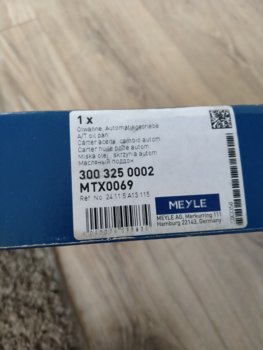 1 x
Ölwanne, Automatikgetriebe
A/T oil pan
Carter aceite, cambio autom.
Carter huile boîte autom.
Miska olej., skrzynia autom.
Масляный поддон
300 325 0002
MTX0069
Ref. No. 24 11 5 A13 115
MEYLE
MEYLE AG, Merkurring 111
Hamburg 22143, Germany